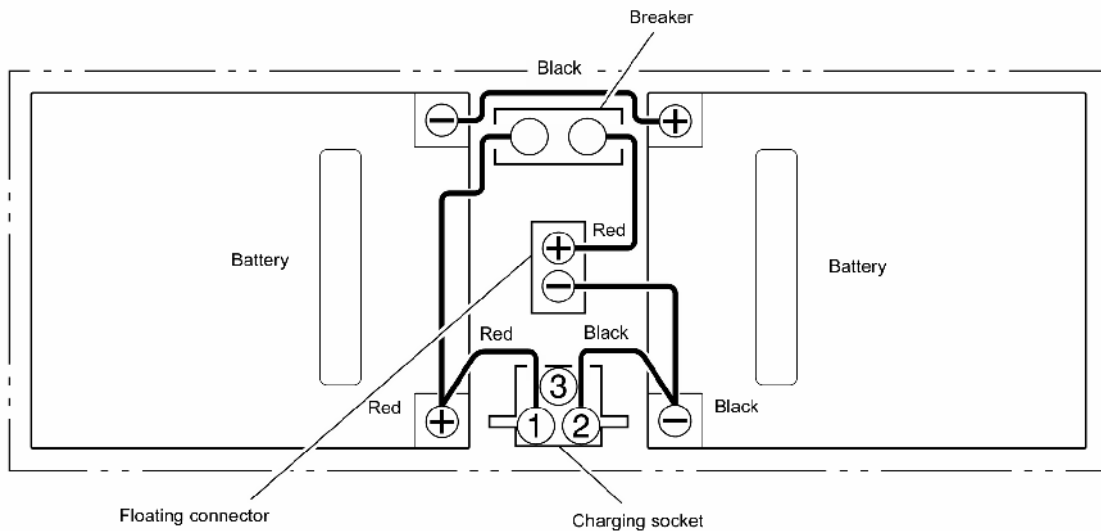 Breaker
Black
− +
Red
+
Battery
Battery
−
Red
Black
3
Red
Black
+
1
2
−
Floating connector
Charging socket